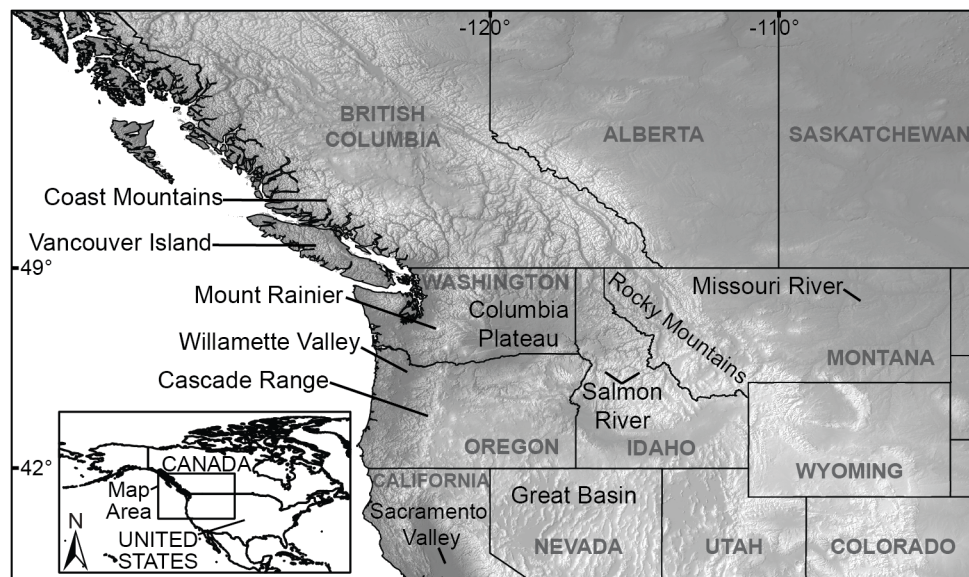 -120°
-110°
BRITISH
COLUMBIA
ALBERTA
SASKATCHEWAN
Coast Mountains
Vancouver Island
49°
WASHINGTON
Mount Rainier
Columbia
Plateau
Rocky Mountains
Missouri River
Willamette Valley
MONTANA
Cascade Range
Salmon
River
OREGON
IDAHO
WYOMING
42°
CALIFORNIA
Great Basin
Sacramento
Valley
NEVADA
UTAH
COLORADO
CANADA
Map
Area
N
UNITED
STATES